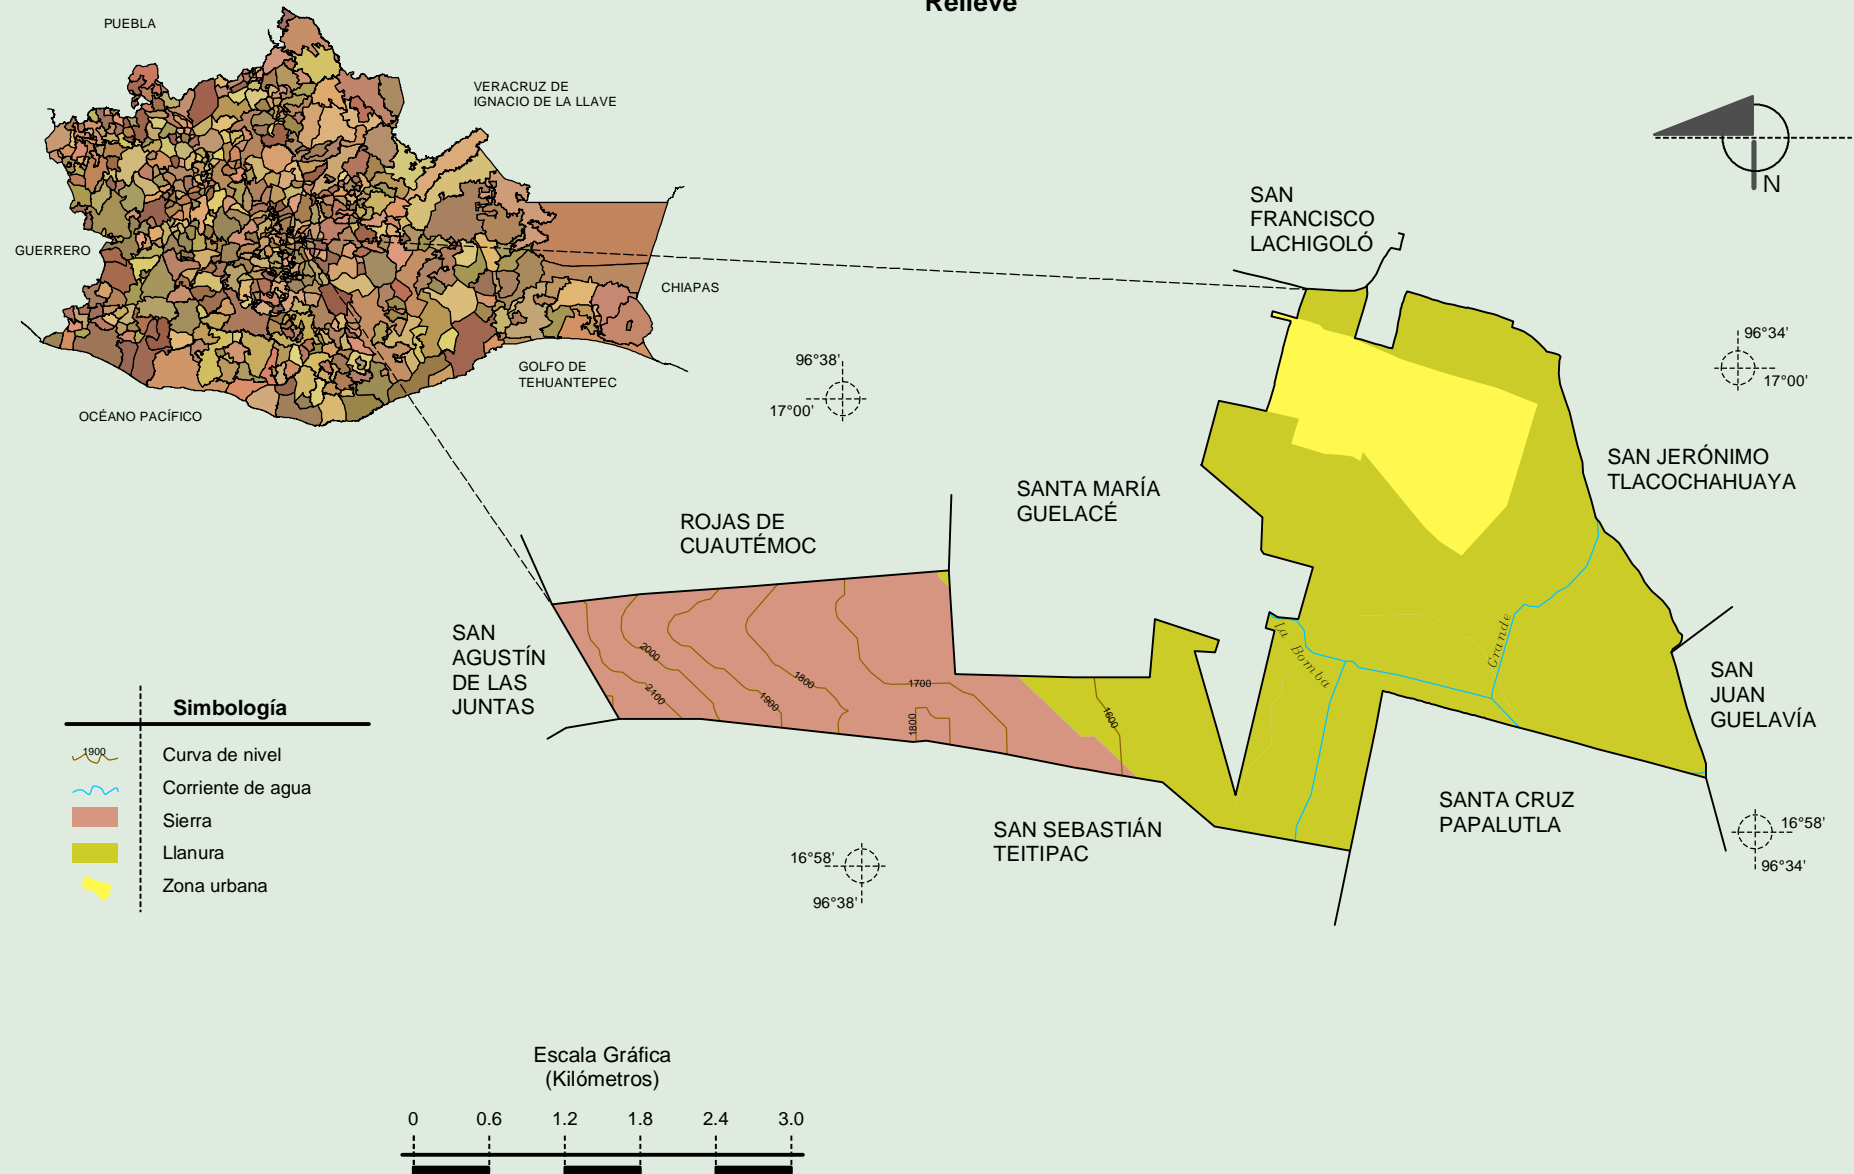 Relieve
PUEBLA
VERACRUZ DE
IGNACIO DE LA LLAVE
GUERRERO
CHIAPAS
GOLFO DE
TEHUANTEPEC
OCÉANO PACÍFICO
N
SAN
FRANCISCO
LACHIGOLÓ
96°38'
17°00'
96°34'
17°00'
SAN JERÓNIMO
TLACOCHAHUAYA
SANTA MARÍA
GUELACÉ
ROJAS DE
CUAUTÉMOC
SAN
AGUSTÍN
DE LAS
JUNTAS
2000
2100
1900
1800
1700
1800
1600
La Bomba
Grande
SAN
JUAN
GUELAVÍA
SANTA CRUZ
PAPALUTLA
SAN SEBASTIÁN
TEITIPAC
16°58'
96°38'
16°58'
96°34'
Simbología
1900
Curva de nivel
Corriente de agua
Sierra
Llanura
Zona urbana
Escala Gráfica
(Kilómetros)
0 0.6 1.2 1.8 2.4 3.0